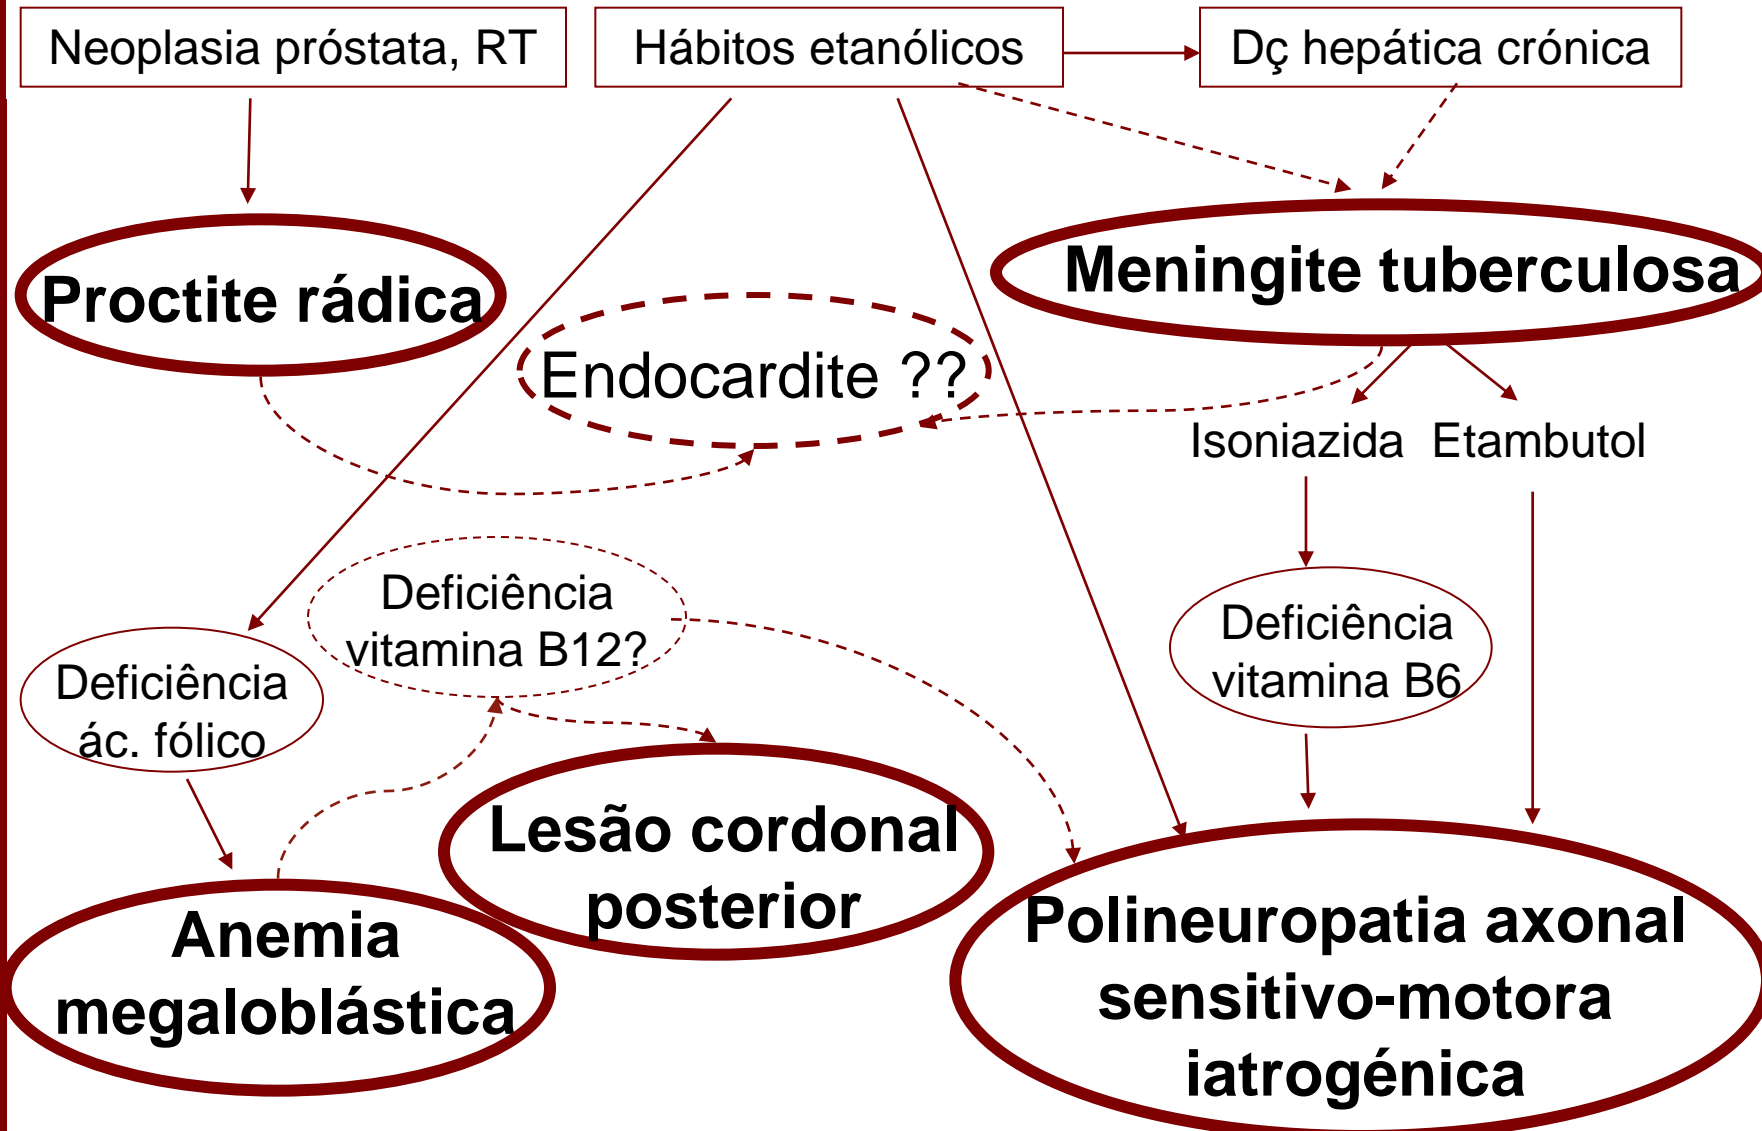 Neoplasia próstata, RT
Hábitos etanólicos
Dç hepática crónica
Proctite rádica
Meningite tuberculosa
Endocardite ??
Isoniazida
Etambutol
Deficiência
vitamina B12?
Deficiência
vitamina B6
Deficiência
ác. fólico
Lesão cordonal
posterior
Anemia
megaloblástica
Polineuropatia axonal
sensitivo-motora
iatrogénica